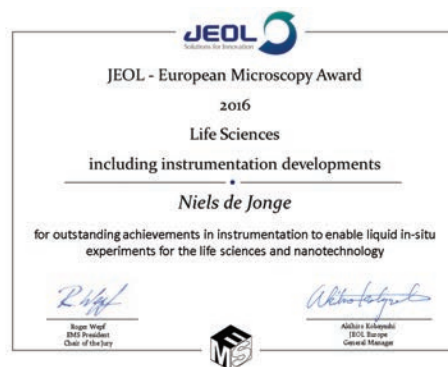 JEOL
Solutions for Innovation
JEOL - European Microscopy Award
2016
Life Sciences
including instrumentation developments
Niels de Jonge
for outstanding achievements in instrumentation to enable liquid in-situ
experiments for the life sciences and nanotechnology
Roger Wepf
EMS President
Chair of the Jury
Akihiro Kobayashi
JEOL Europe
General Manager
EMS